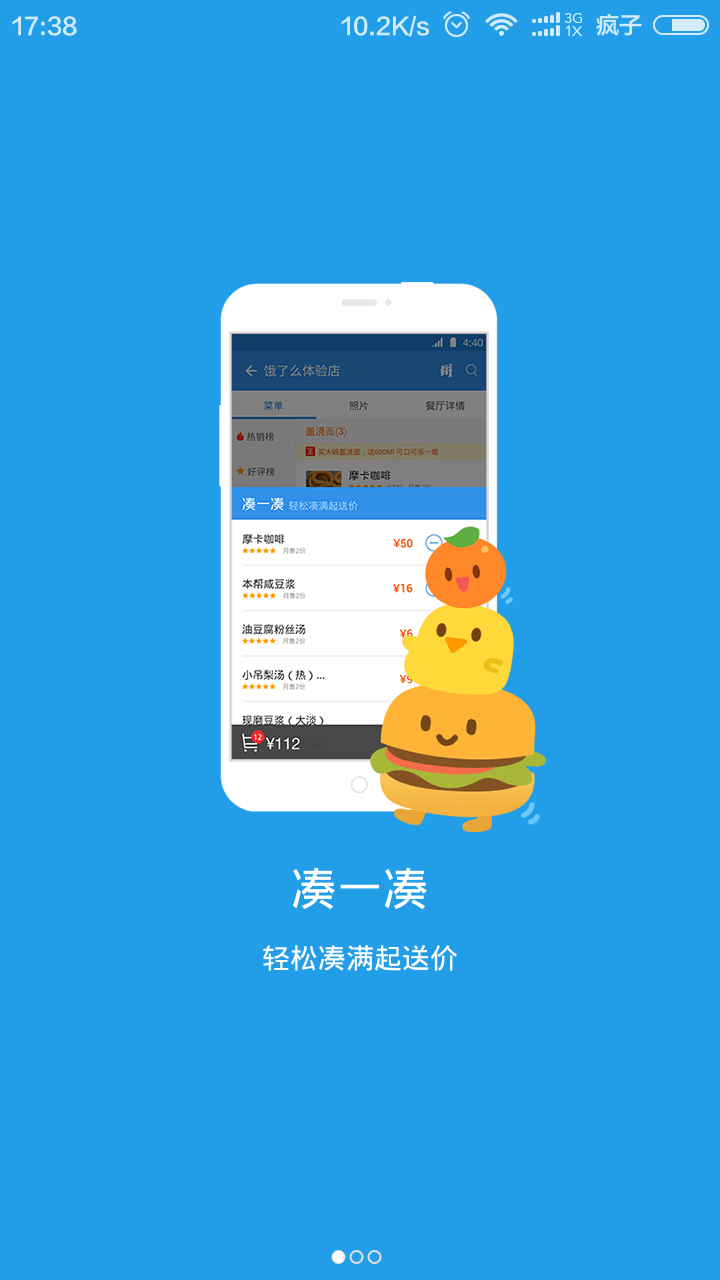 17:38
10.2K/s 3G 1X 疯子
4:40
饿了么体验店 拼
菜单 照片 餐厅详情
热销榜
盖浇面(3)
买大碗盖浇面，送600Ml 可口可乐一瓶
好评榜
摩卡咖啡
凑一凑 轻松凑满起送价
摩卡咖啡
月售2份
¥50
本帮咸豆浆
月售2份
¥16
油豆腐粉丝汤
月售2份
¥6
小吊梨汤（热）...
月售2份
¥9
现磨豆浆（大淡）
12
¥112
凑一凑
轻松凑满起送价